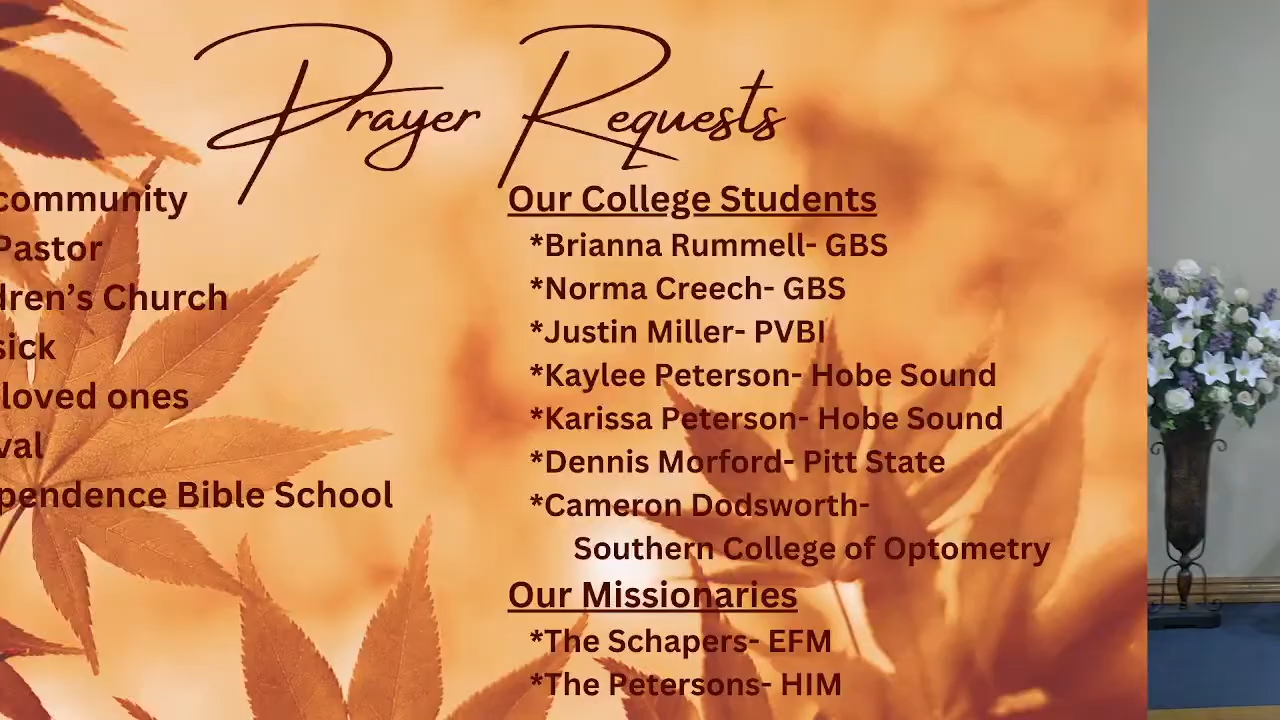 Prayer Requests
community
Pastor
dren's Church
sick
loved ones
val
pendence Bible School
Our College Students
*Brianna Rummell- GBS
*Norma Creech- GBS
*Justin Miller- PVBI
*Kaylee Peterson- Hobe Sound
*Karissa Peterson- Hobe Sound
*Dennis Morford- Pitt State
*Cameron Dodsworth-
Southern College of Optometry
Our Missionaries
*The Schapers- EFM
*The Petersons- HIM